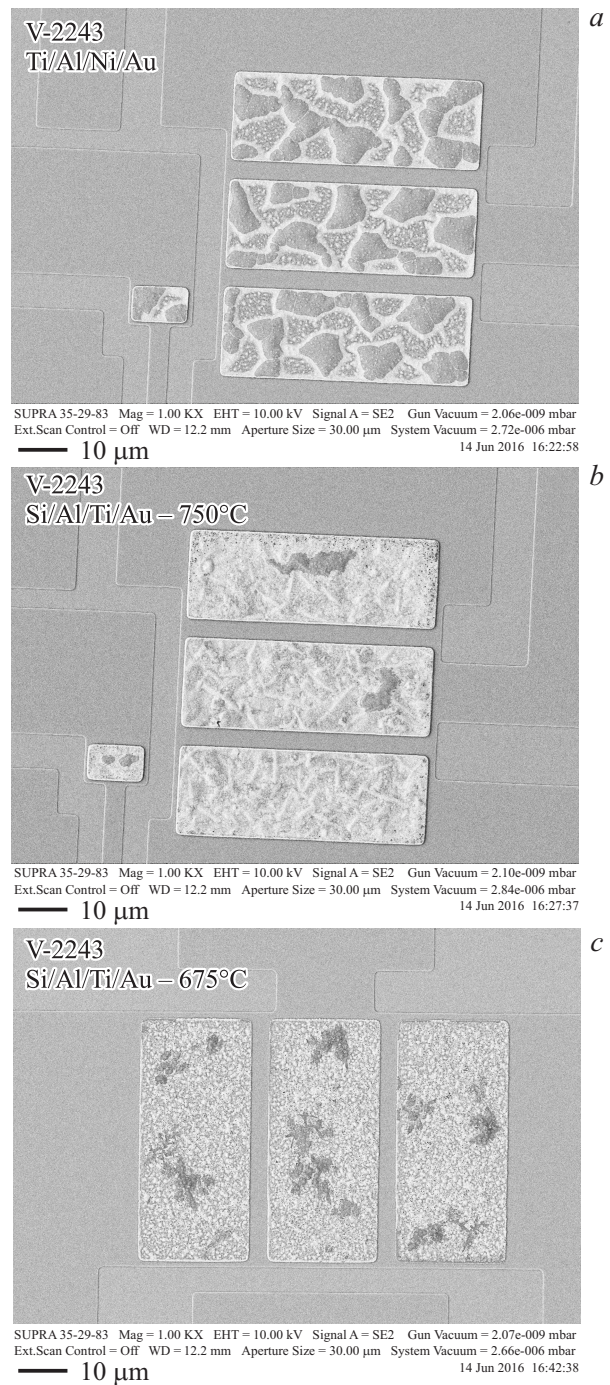 a
V-2243
Ti/Al/Ni/Au
SUPRA 35-29-83 Mag = 1.00 KX EHT = 10.00 kV Signal A = SE2 Gun Vacuum = 2.06e-009 mbar
Ext.Scan Control = Off WD = 12.2 mm Aperture Size = 30.00 μm System Vacuum = 2.72e-006 mbar
10 μm 14 Jun 2016 16:22:58
b
V-2243
Si/Al/Ti/Au – 750°C
SUPRA 35-29-83 Mag = 1.00 KX EHT = 10.00 kV Signal A = SE2 Gun Vacuum = 2.10e-009 mbar
Ext.Scan Control = Off WD = 12.2 mm Aperture Size = 30.00 μm System Vacuum = 2.84e-006 mbar
10 μm 14 Jun 2016 16:27:37
c
V-2243
Si/Al/Ti/Au – 675°C
SUPRA 35-29-83 Mag = 1.00 KX EHT = 10.00 kV Signal A = SE2 Gun Vacuum = 2.07e-009 mbar
Ext.Scan Control = Off WD = 12.2 mm Aperture Size = 30.00 μm System Vacuum = 2.66e-006 mbar
10 μm 14 Jun 2016 16:42:38